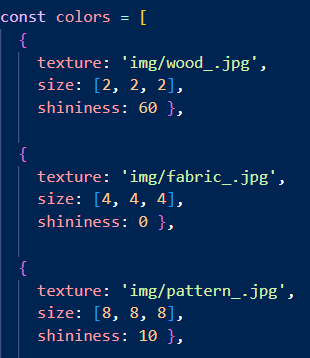 const colors = [
{
texture: 'img/wood_.jpg',
size: [2, 2, 2],
shininess: 60 },
{
texture: 'img/fabric_.jpg',
size: [4, 4, 4],
shininess: 0 },
{
texture: 'img/pattern_.jpg',
size: [8, 8, 8],
shininess: 10 },